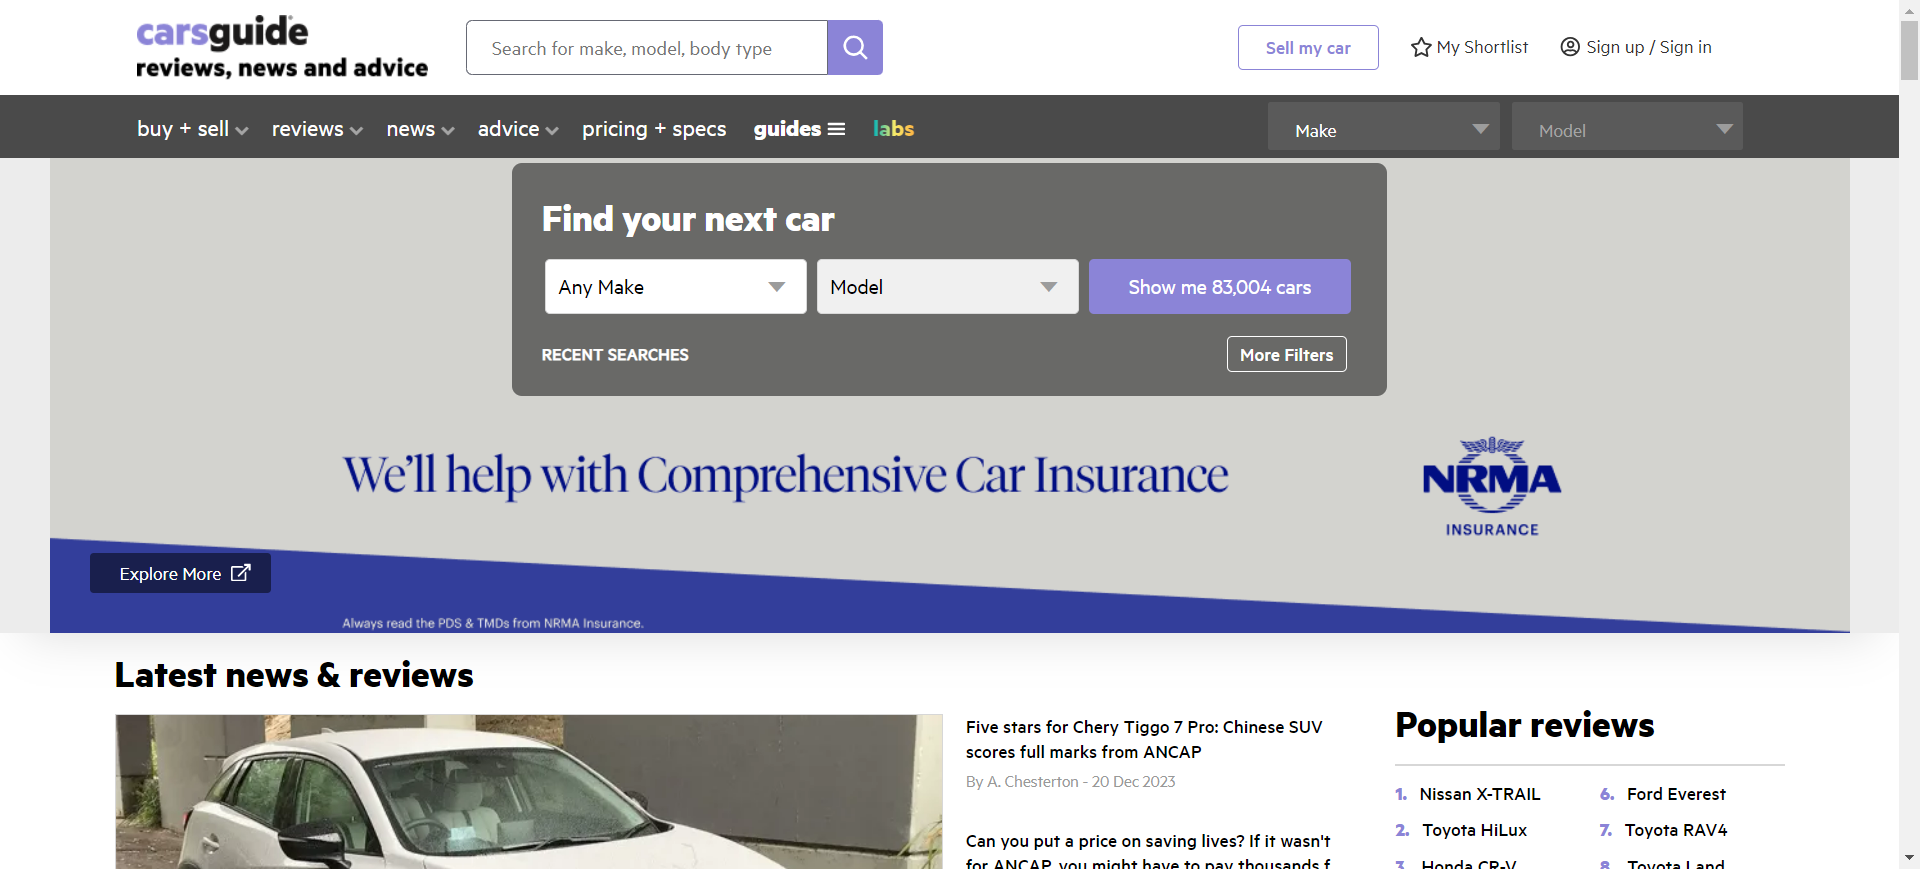 carsguide
reviews, news and advice
Search for make, model, body type
Sell my car
My Shortlist
Sign up / Sign in
buy + sell
reviews
news
advice
pricing + specs
guides
labs
Make
Model
Find your next car
Any Make
Model
Show me 83,004 cars
RECENT SEARCHES
More Filters
We'll help with Comprehensive Car Insurance
NRMA
INSURANCE
Explore More
Always read the PDS & TMDs from NRMA Insurance.
Latest news & reviews
Five stars for Chery Tiggo 7 Pro: Chinese SUV
scores full marks from ANCAP
By A. Chesterton - 20 Dec 2023
Can you put a price on saving lives? If it wasn't
for ANCAP, you might have to pay thousands f
Popular reviews
1. Nissan X-TRAIL
2. Toyota HiLux
3. Honda CR-V
6. Ford Everest
7. Toyota RAV4
8. Toyota Land